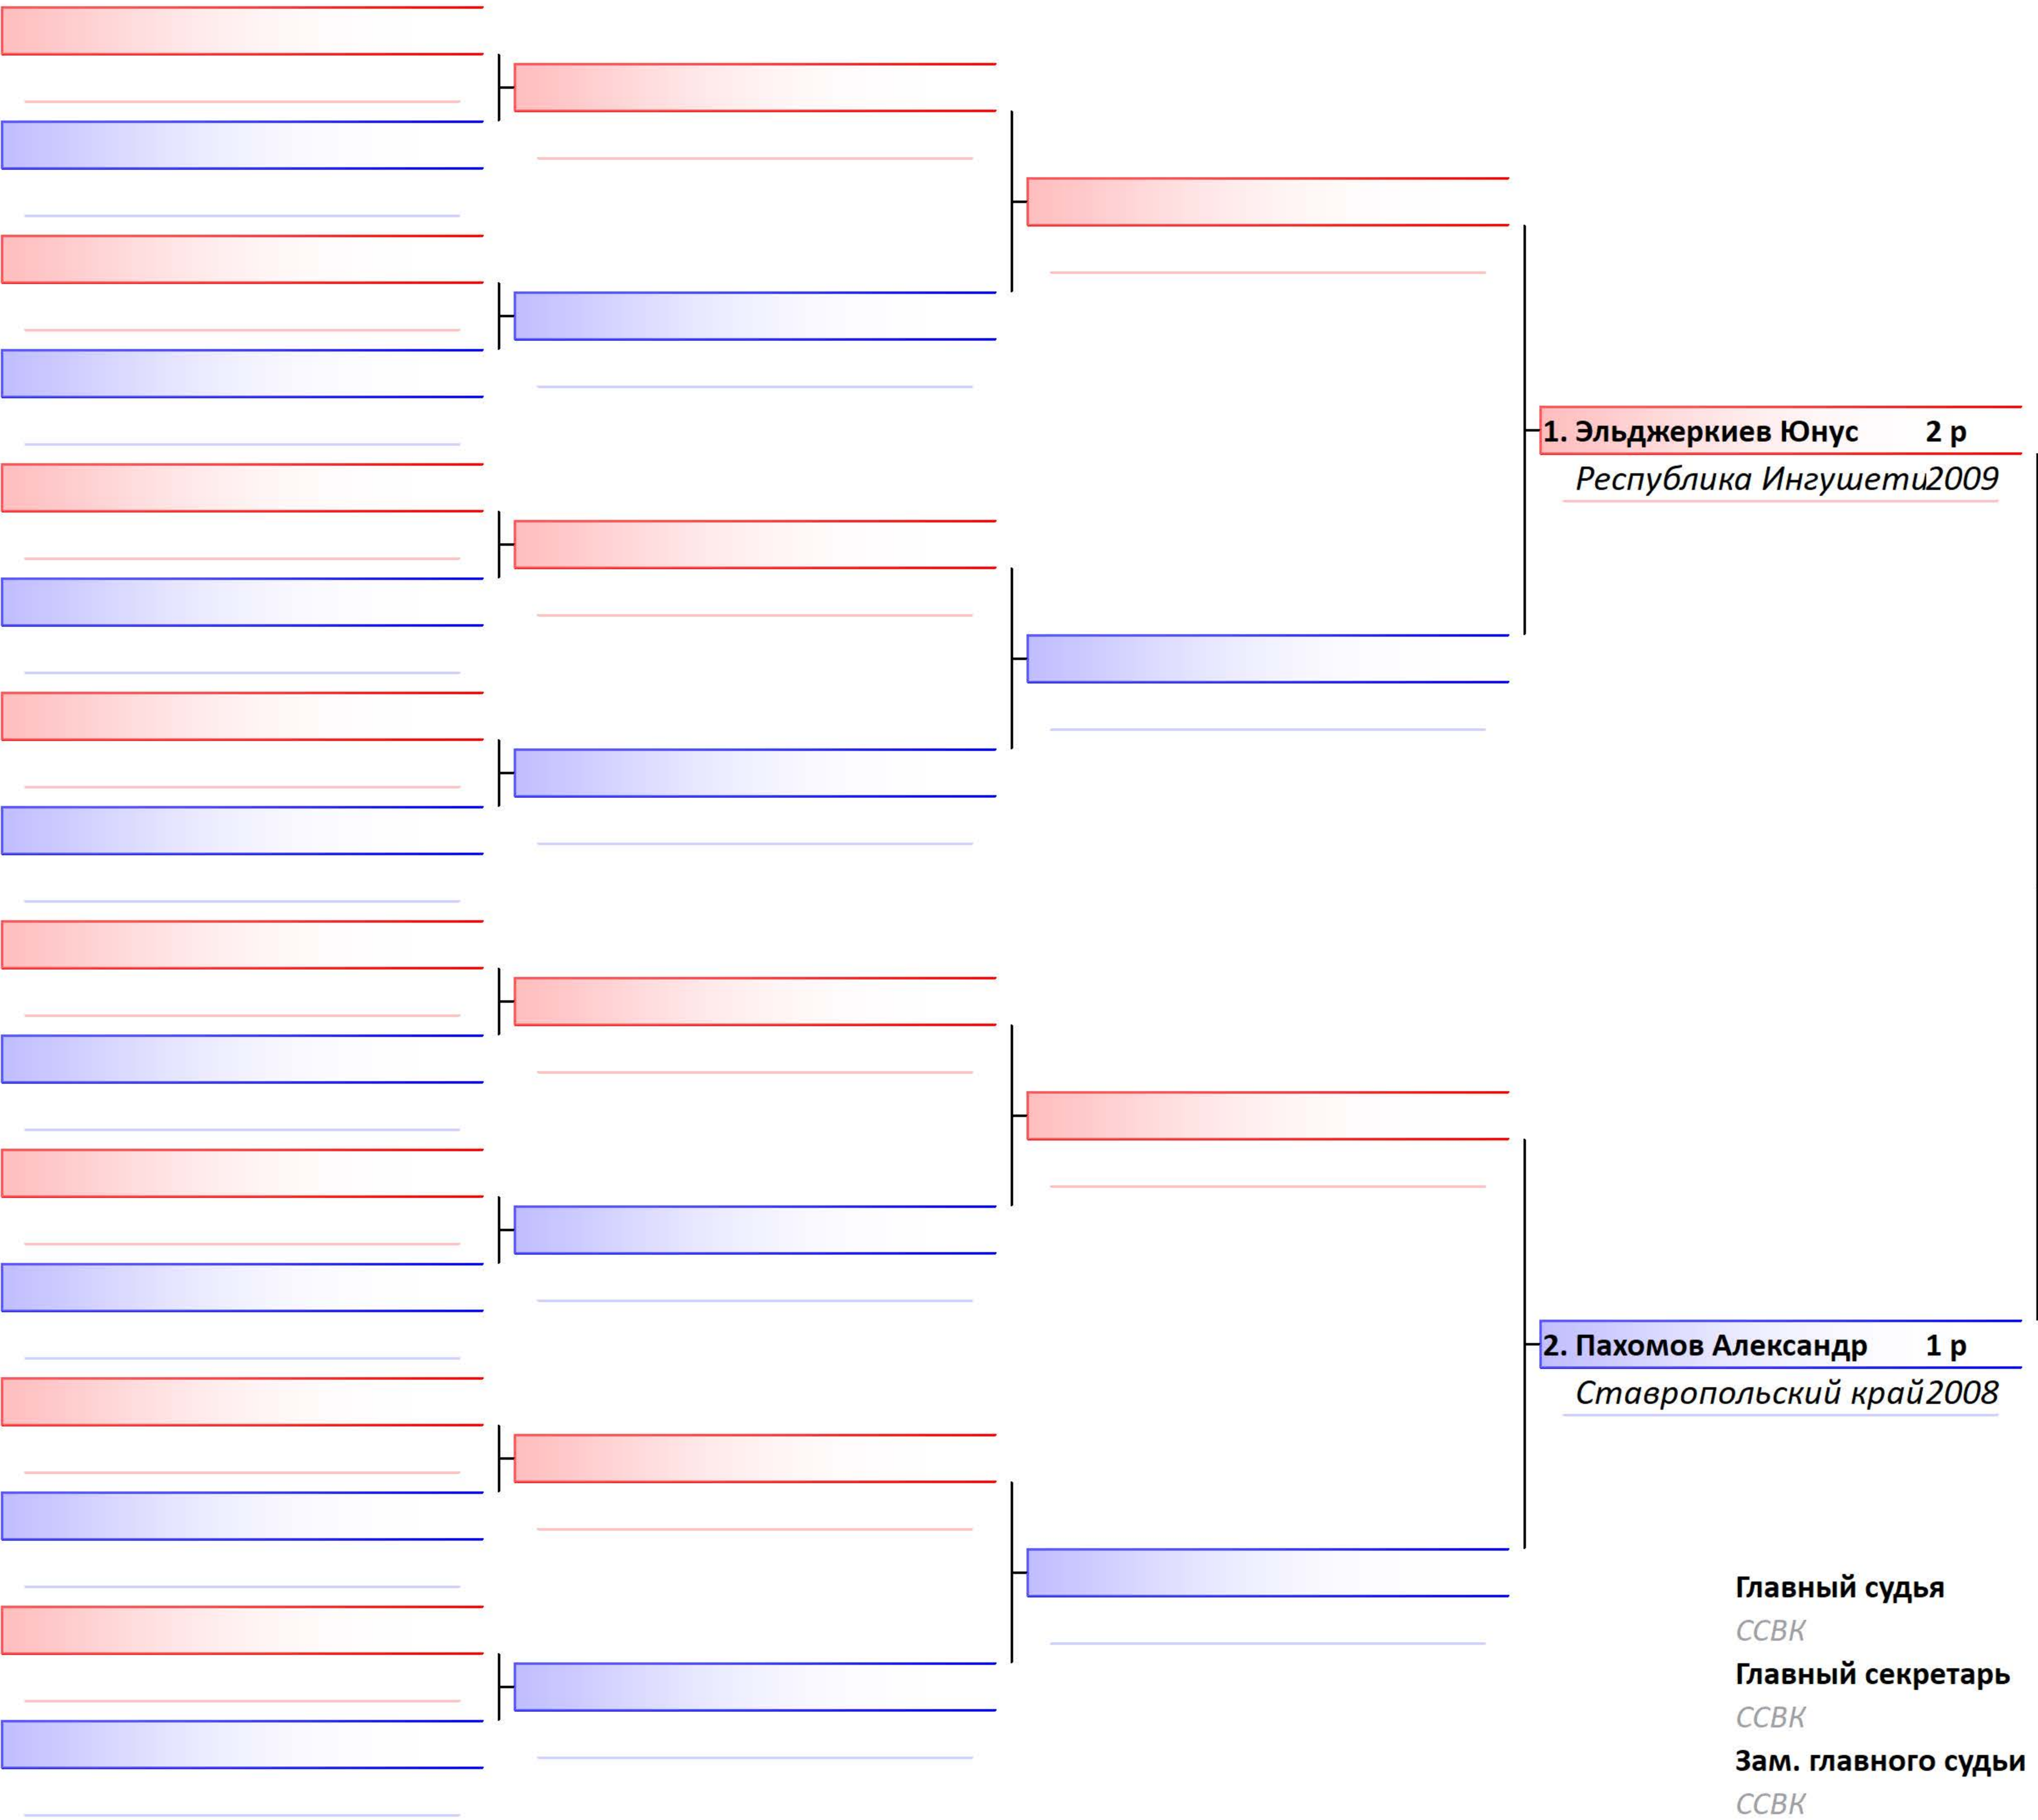 1. Эльджеркиев Юнус 2 р
Республика Ингушети2009
2. Пахомов Александр 1 р
Ставропольский край2008
Главный судья
ССВК
Главный секретарь
ССВК
Зам. главного судьи
ССВК